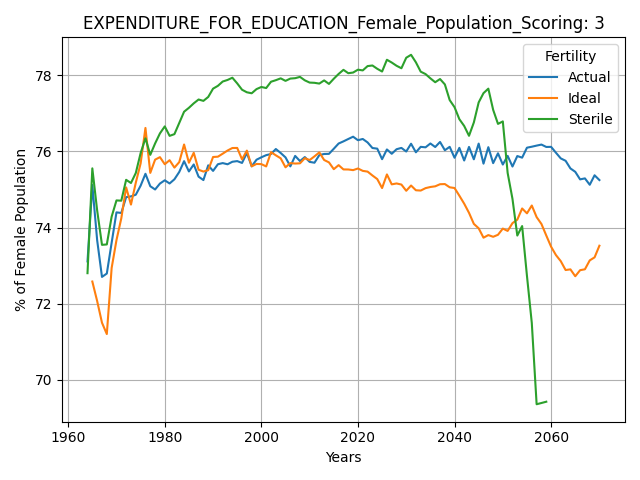 EXPENDITURE_FOR_EDUCATION_Female_Population_Scoring: 3
Fertility
Actual
Ideal
Sterile
% of Female Population
78
76
74
72
70
1960
1980
2000
2020
2040
2060
Years